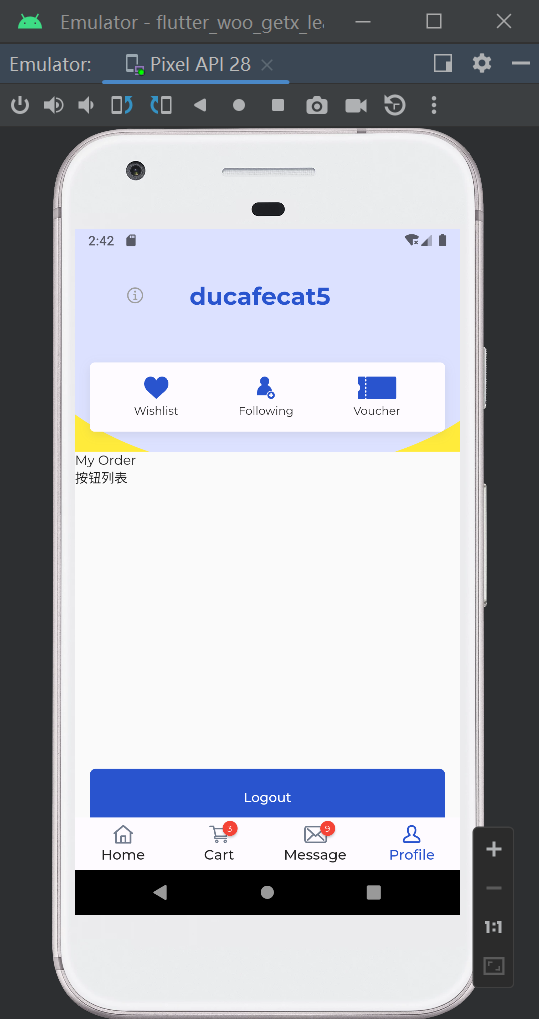 Emulator - flutter_woo_getx_le
Emulator: Pixel API 28
2:42
ducafecat5
Wishlist Following Voucher
My Order
按钮列表
Logout
3 9
Home Cart Message Profile
1:1